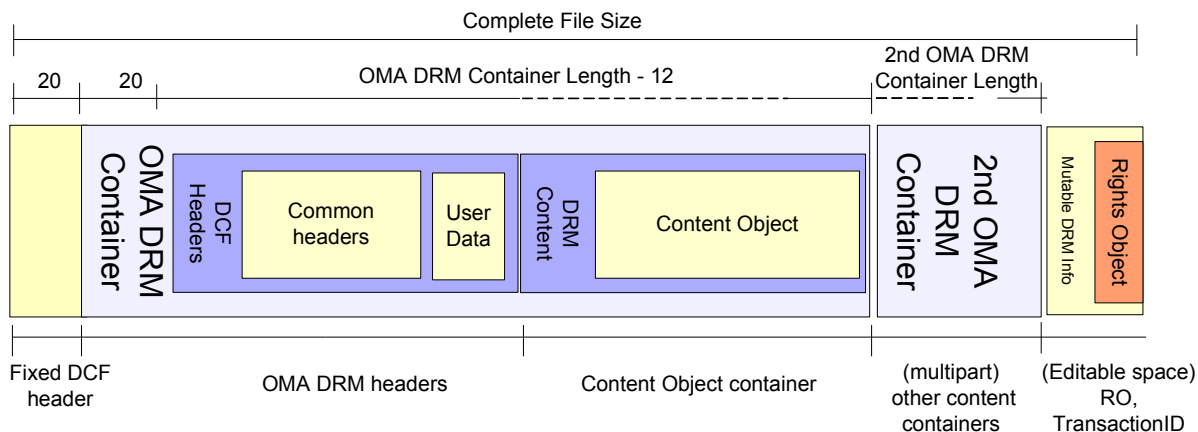 Complete File Size
20
20
OMA DRM Container Length - 12
2nd OMA DRM
Container Length
OMA DRM
Container
DCF
Headers
Common
headers
User
Data
DRM
Content
Content Object
2nd OMA
DRM
Container
Mutable DRM Info
Rights Object
Fixed DCF
header
OMA DRM headers
Content Object container
(multipart)
other content
containers
(Editable space)
RO,
TransactionID